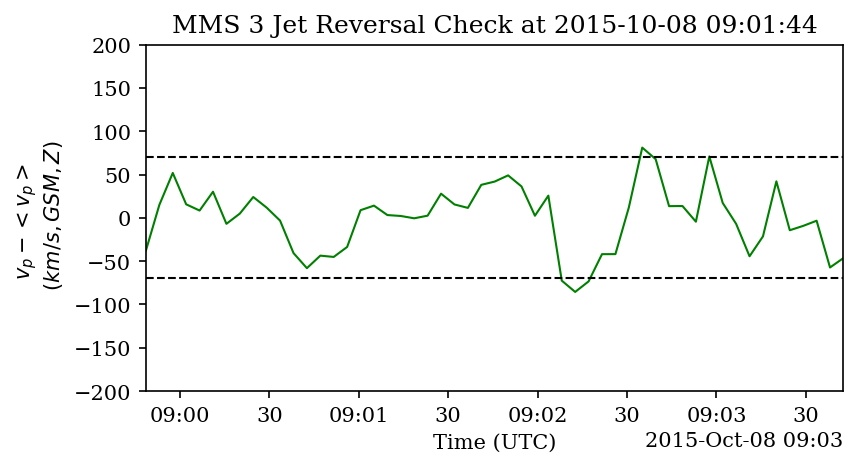 MMS 3 Jet Reversal Check at 2015-10-08 09:01:44
200
150
100
50
0
−50
−100
−150
−200
v_p − < v_p >
(km/s, GSM, Z)
09:00 30 09:01 30 09:02 30 09:03 30
Time (UTC)
2015-Oct-08 09:03